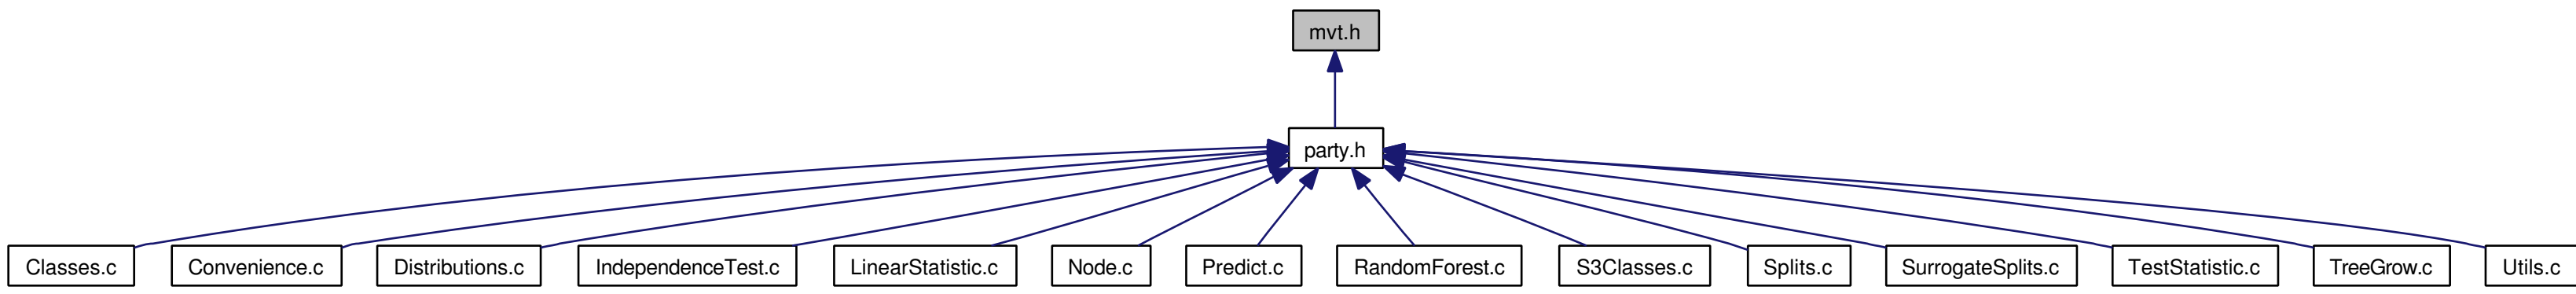 mvt.h
party.h
Classes.c
Convenience.c
Distributions.c
IndependenceTest.c
LinearStatistic.c
Node.c
Predict.c
RandomForest.c
S3Classes.c
Splits.c
SurrogateSplits.c
TestStatistic.c
TreeGrow.c
Utils.c